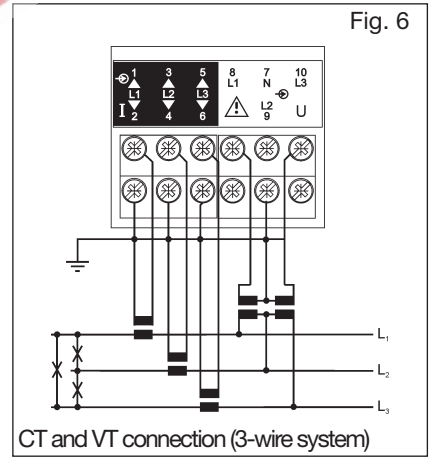 Fig. 6
1 3 5 8 7 10
L1 N L3
L1 L2 L3
I L2 U
2 4 6 9
L1
L2
L3
CT and VT connection (3-wire system)